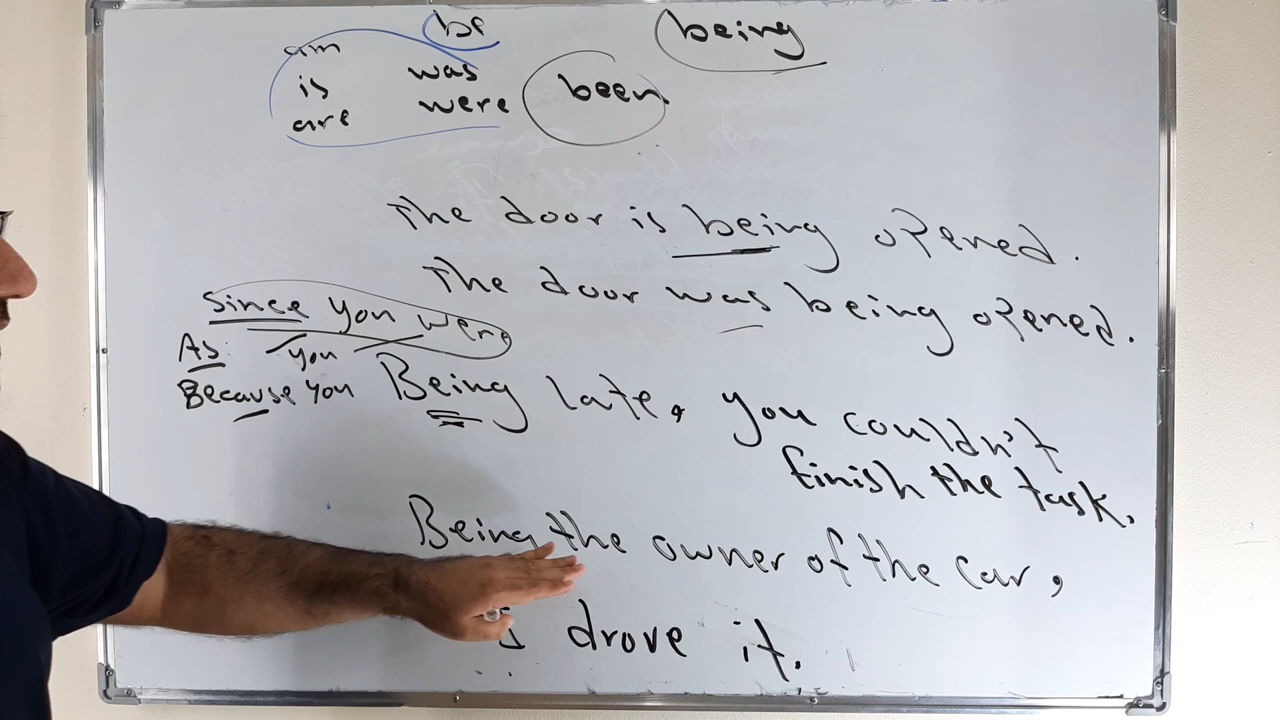 be being
am
is was been
are were
The door is being opened.
The door was being opened.
Since you were
As you
Because you Being late, you couldn't
finish the task.
Being the owner of the car,
drove it.